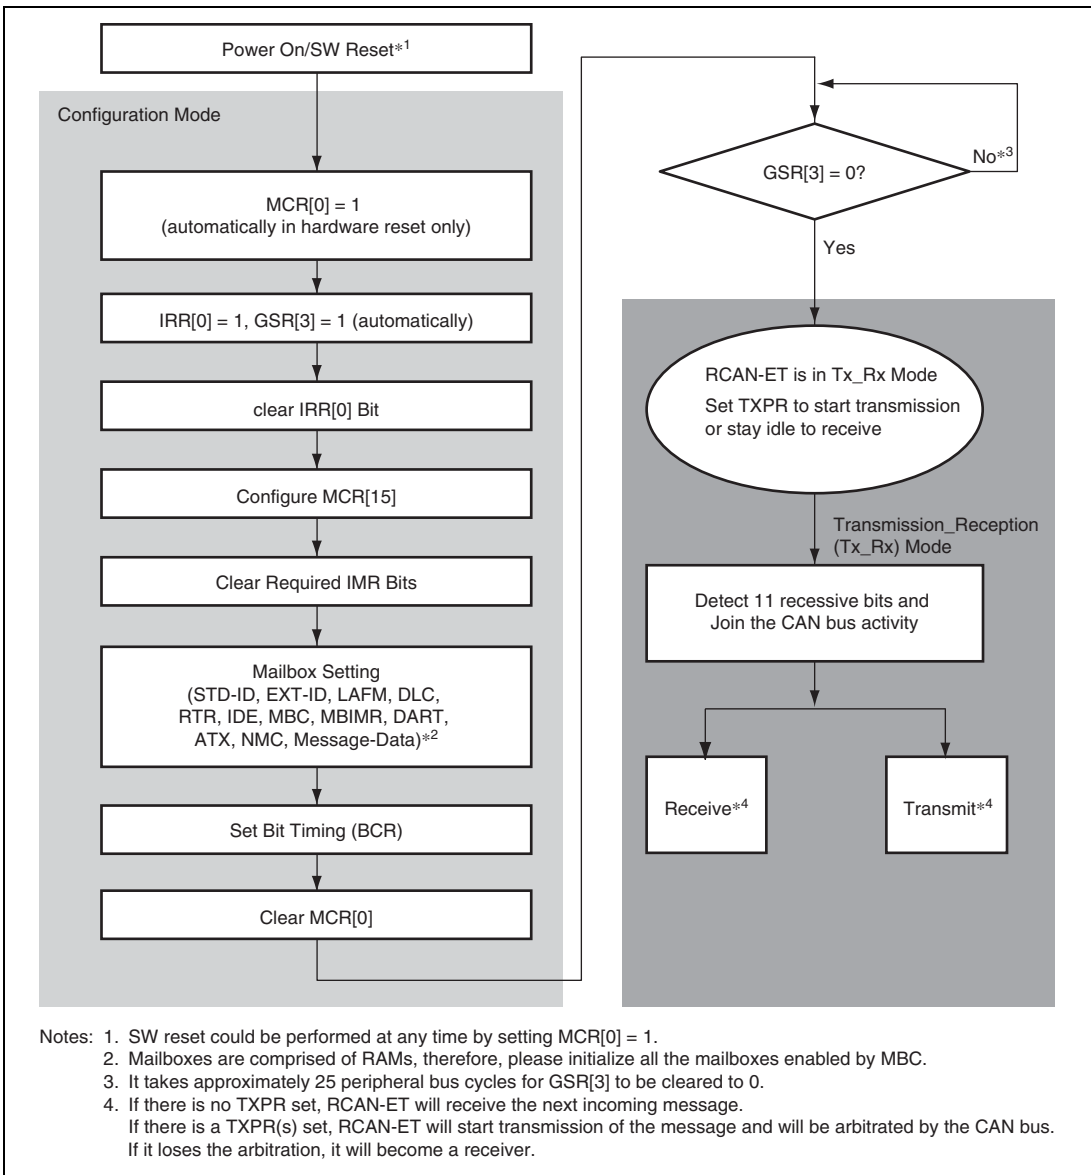 Power On/SW Reset*1
Configuration Mode
MCR[0] = 1
(automatically in hardware reset only)
IRR[0] = 1, GSR[3] = 1 (automatically)
clear IRR[0] Bit
Configure MCR[15]
Clear Required IMR Bits
Mailbox Setting
(STD-ID, EXT-ID, LAFM, DLC,
RTR, IDE, MBC, MBIMR, DART,
ATX, NMC, Message-Data)*2
Set Bit Timing (BCR)
Clear MCR[0]
GSR[3] = 0?
No*3
Yes
RCAN-ET is in Tx_Rx Mode
Set TXPR to start transmission
or stay idle to receive
Transmission_Reception
(Tx_Rx) Mode
Detect 11 recessive bits and
Join the CAN bus activity
Receive*4
Transmit*4
Notes: 1. SW reset could be performed at any time by setting MCR[0] = 1.
2. Mailboxes are comprised of RAMs, therefore, please initialize all the mailboxes enabled by MBC.
3. It takes approximately 25 peripheral bus cycles for GSR[3] to be cleared to 0.
4. If there is no TXPR set, RCAN-ET will receive the next incoming message.
If there is a TXPR(s) set, RCAN-ET will start transmission of the message and will be arbitrated by the CAN bus.
If it loses the arbitration, it will become a receiver.